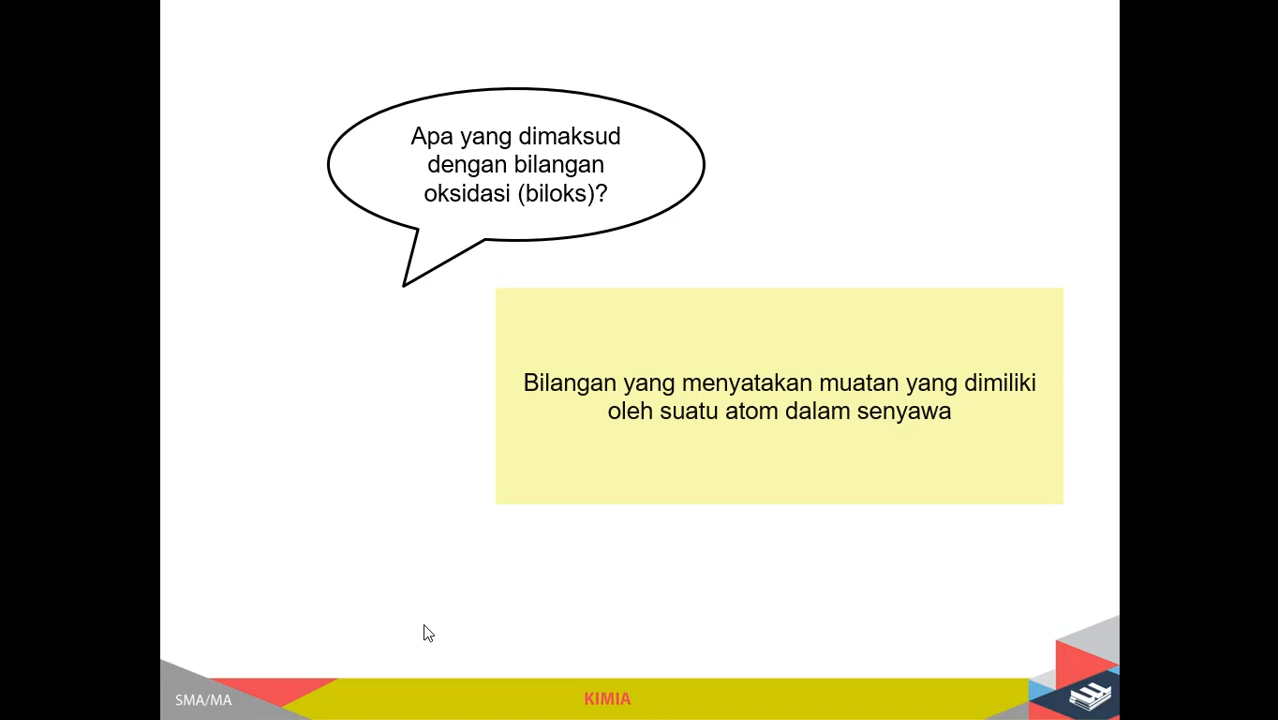 Apa yang dimaksud
dengan bilangan
oksidasi (biloks)?
Bilangan yang menyatakan muatan yang dimiliki
oleh suatu atom dalam senyawa
SMA/MA
KIMIA